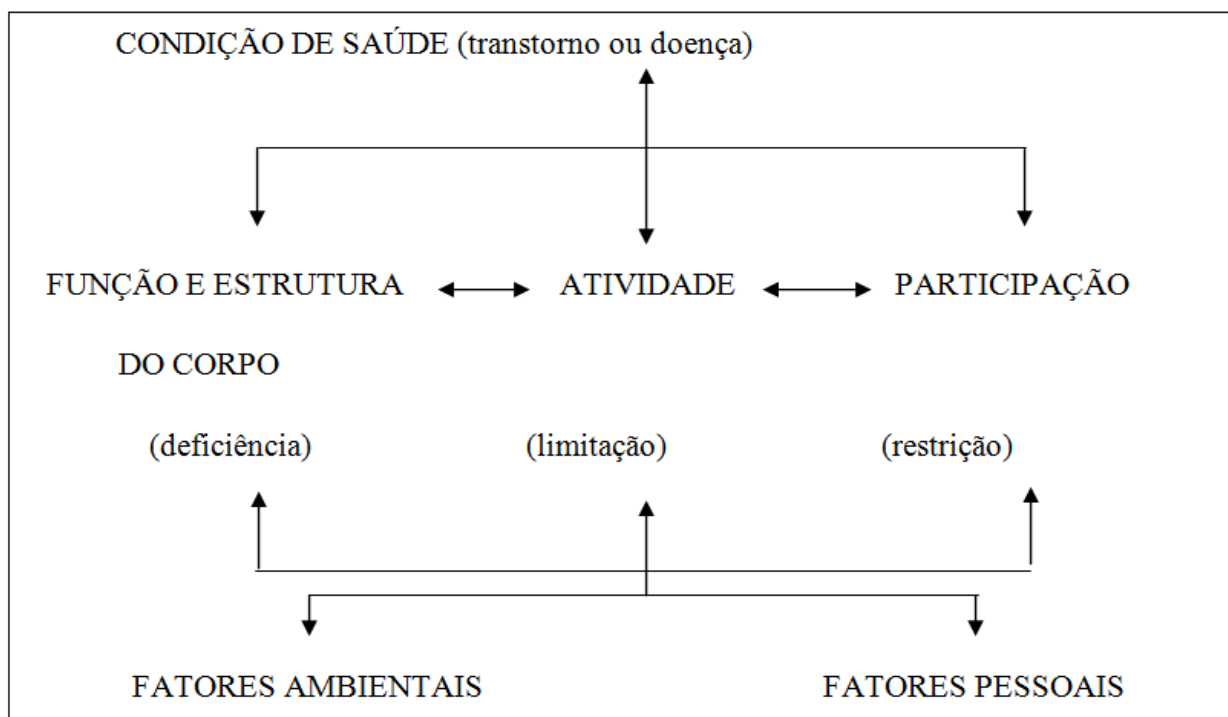 CONDIÇÃO DE SAÚDE (transtorno ou doença)
FUNÇÃO E ESTRUTURA ATIVIDADE PARTICIPAÇÃO
DO CORPO
(deficiência) (limitação) (restrição)
FATORES AMBIENTAIS FATORES PESSOAIS